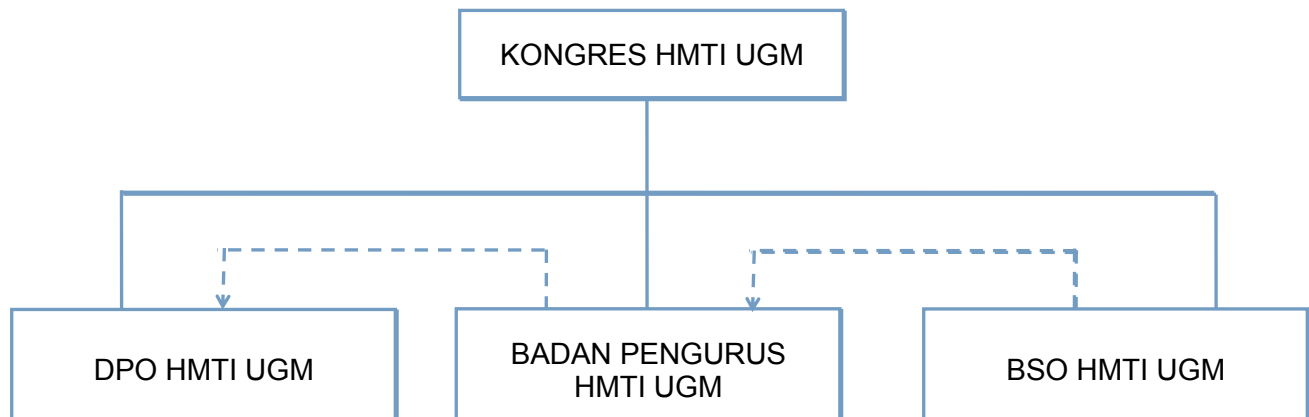 KONGRES HMTI UGM
DPO HMTI UGM
BADAN PENGURUS
HMTI UGM
BSO HMTI UGM